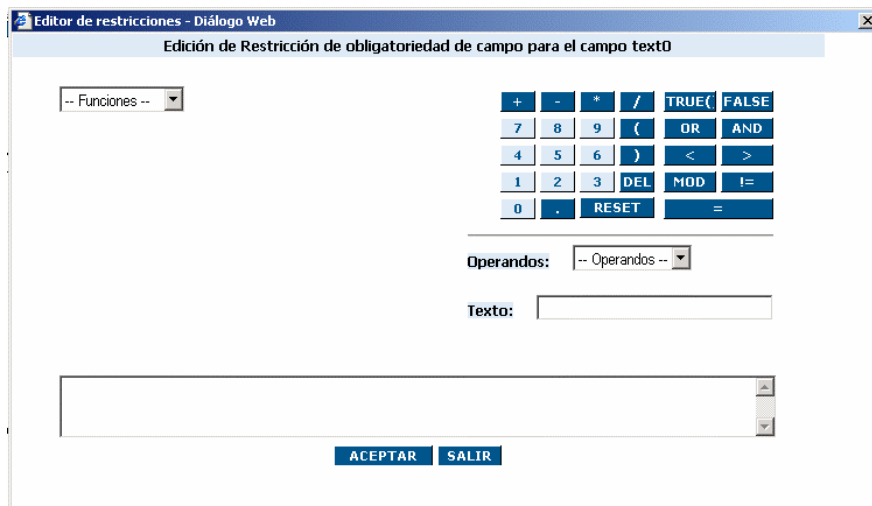 Editor de restricciones - Diálogo Web
Edición de Restricción de obligatoriedad de campo para el campo text0
-- Funciones --
+ - * / TRUE( FALSE
7 8 9 ( OR AND
4 5 6 ) < >
1 2 3 DEL MOD !=
0 . RESET =
Operandos: -- Operandos --
Texto:
ACEPTAR SALIR